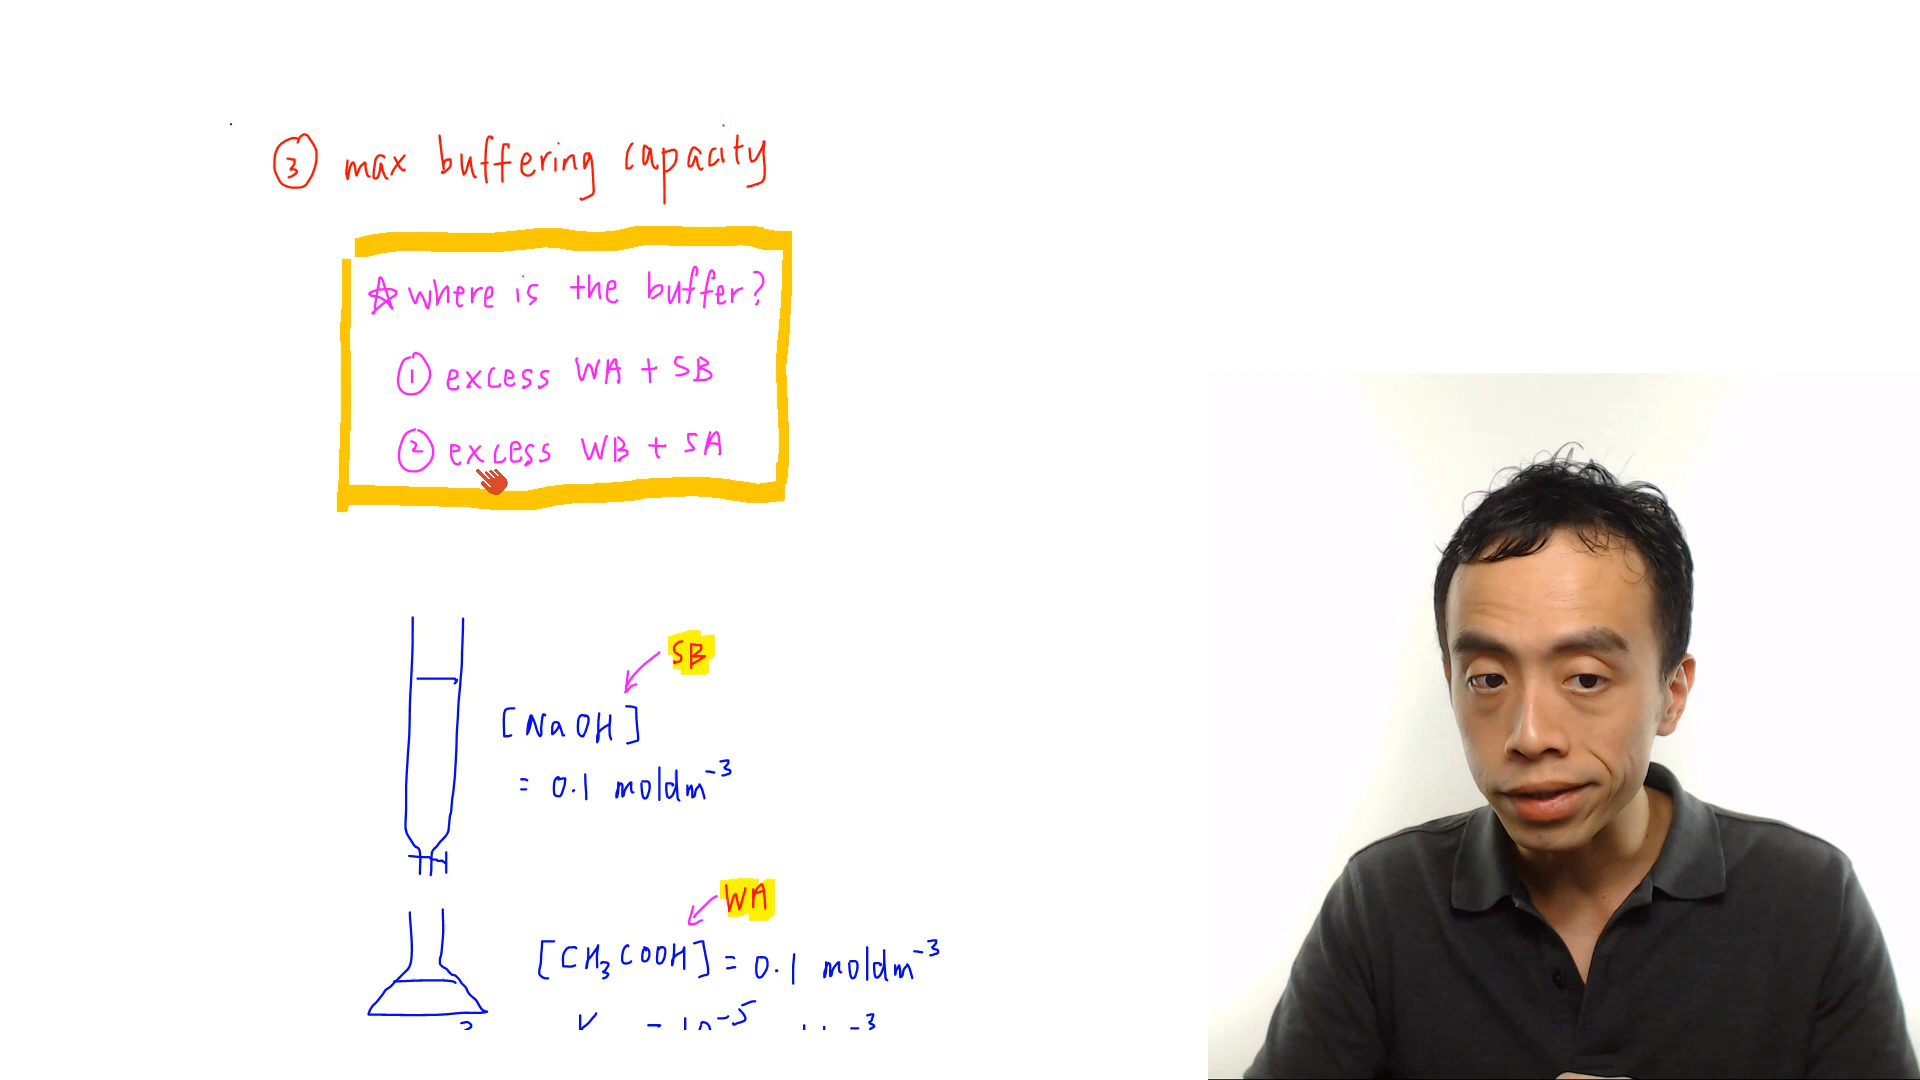 ③ max buffering capacity
☆ where is the buffer?
① excess WA + SB
② excess WB + SA
SB
[NaOH]
= 0.1 moldm⁻³
WA
[CH₃COOH] = 0.1 moldm⁻³